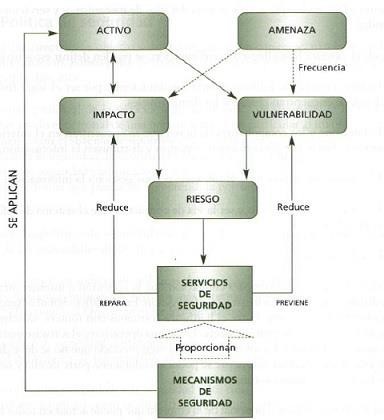 ACTIVO
AMENAZA
Frecuencia
IMPACTO
VULNERABILIDAD
RIESGO
SE APLICAN
Reduce
Reduce
SERVICIOS
DE
SEGURIDAD
REPARA
PREVIENE
Proporcionan
MECANISMOS
DE
SEGURIDAD